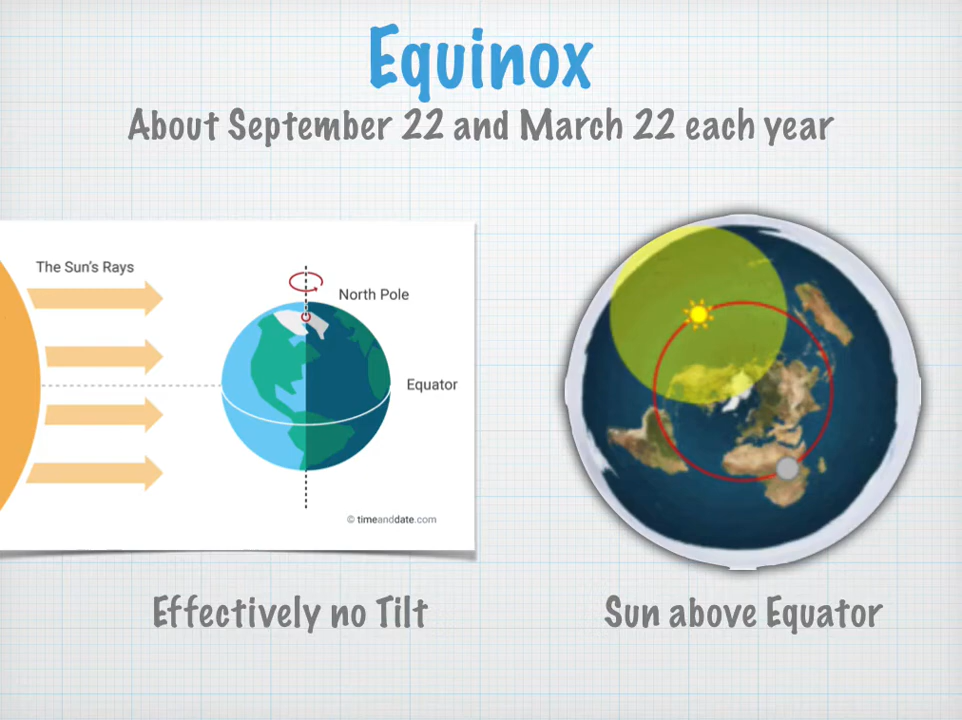 Equinox
About September 22 and March 22 each year
The Sun's Rays
North Pole
Equator
© timeanddate.com
Effectively no Tilt
Sun above Equator